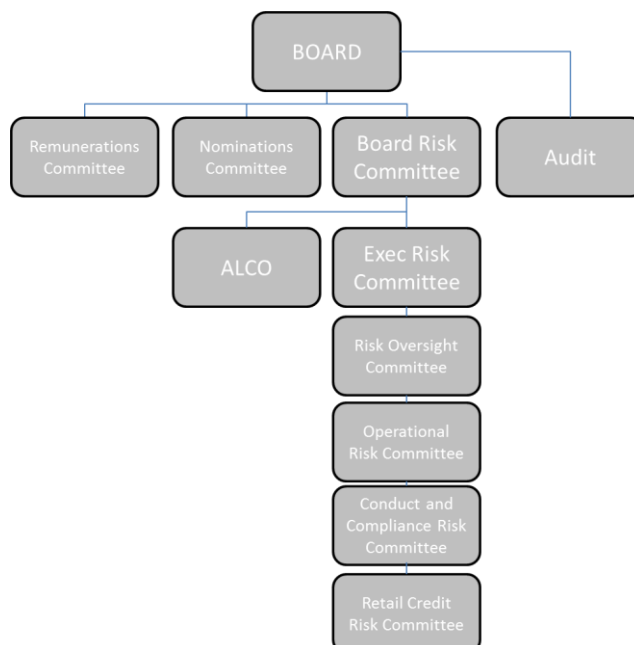 BOARD
Remunerations
Committee
Nominations
Committee
Board Risk
Committee
Audit
ALCO
Exec Risk
Committee
Risk Oversight
Committee
Operational
Risk Committee
Conduct and
Compliance Risk
Committee
Retail Credit
Risk Committee